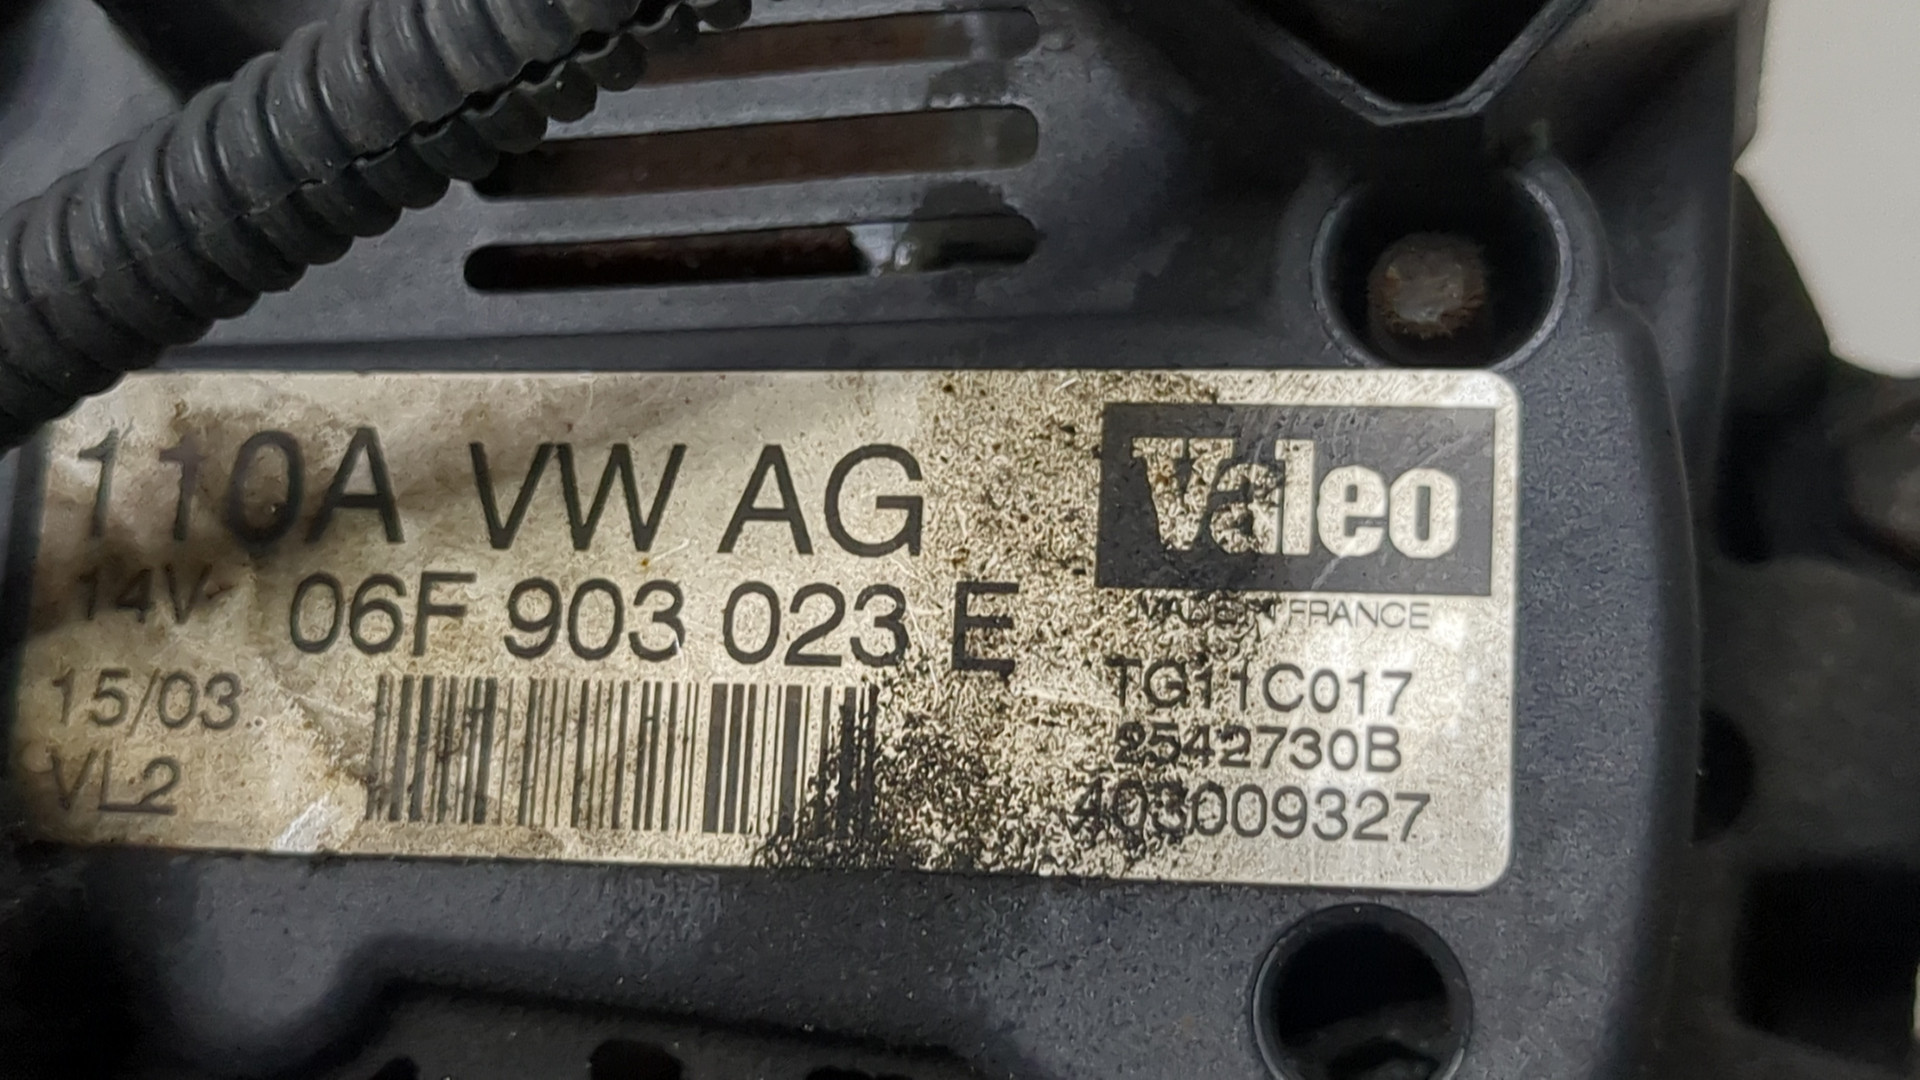 110A VW AG
14V 06F 903 023 E
15/03
VL2
Valeo
MADE IN FRANCE
TG11C017
2542730B
403009327